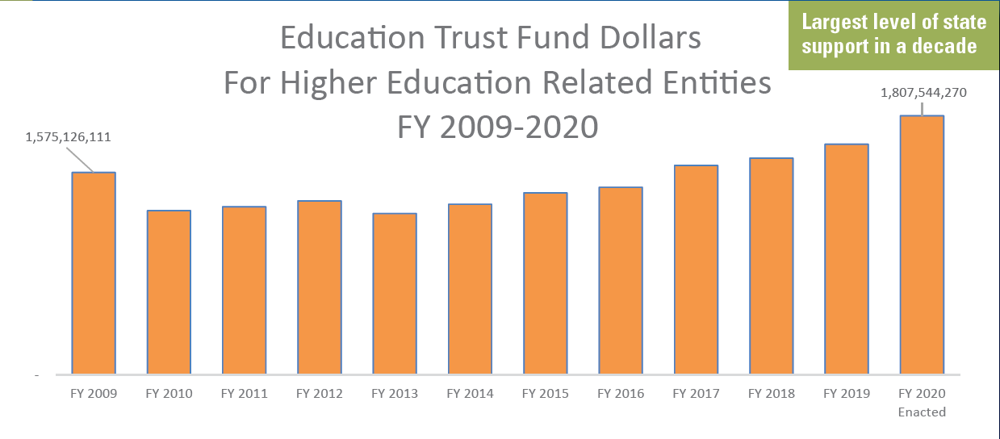 Largest level of state
support in a decade
Education Trust Fund Dollars
For Higher Education Related Entities
FY 2009-2020
1,807,544,270
1,575,126,111
-
FY 2009 FY 2010 FY 2011 FY 2012 FY 2013 FY 2014 FY 2015 FY 2016 FY 2017 FY 2018 FY 2019 FY 2020
Enacted